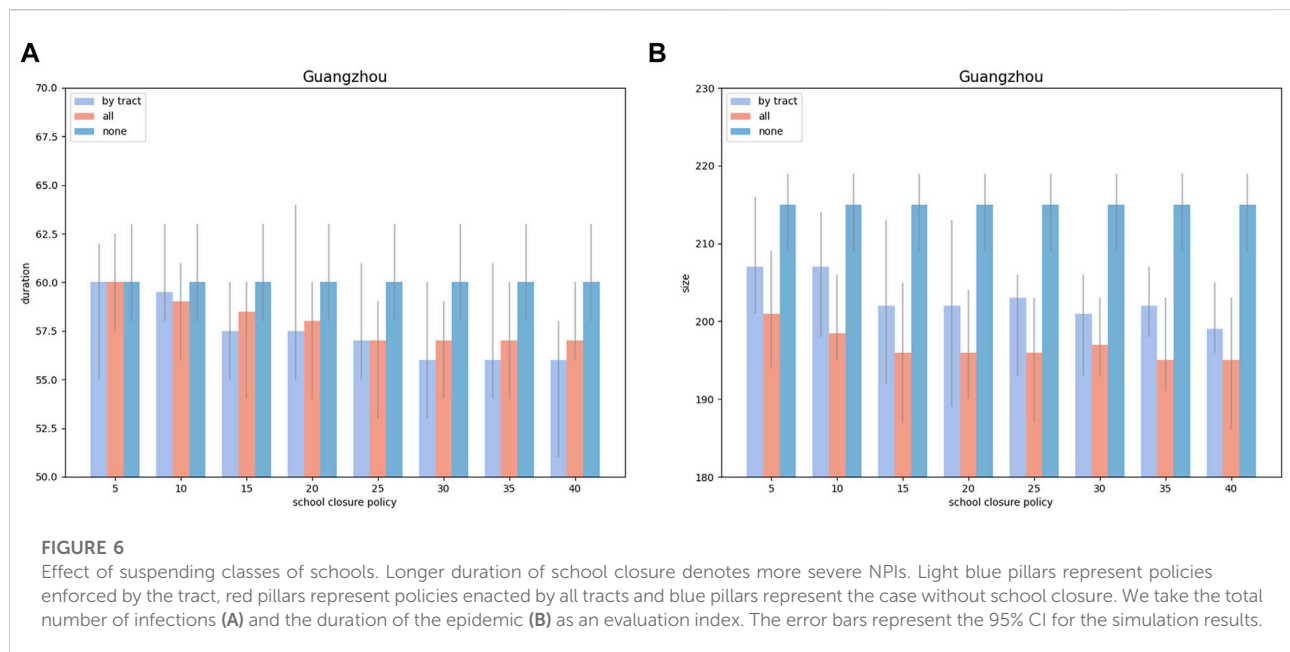 A
Guangzhou
70.0
67.5
65.0
62.5
60.0
57.5
55.0
52.5
50.0
duration
by tract
all
none
5 10 15 20 25 30 35 40
school closure policy
B
Guangzhou
230
220
210
200
190
180
size
by tract
all
none
5 10 15 20 25 30 35 40
school closure policy
FIGURE 6
Effect of suspending classes of schools. Longer duration of school closure denotes more severe NPIs. Light blue pillars represent policies
enforced by the tract, red pillars represent policies enacted by all tracts and blue pillars represent the case without school closure. We take the total
number of infections (A) and the duration of the epidemic (B) as an evaluation index. The error bars represent the 95% CI for the simulation results.